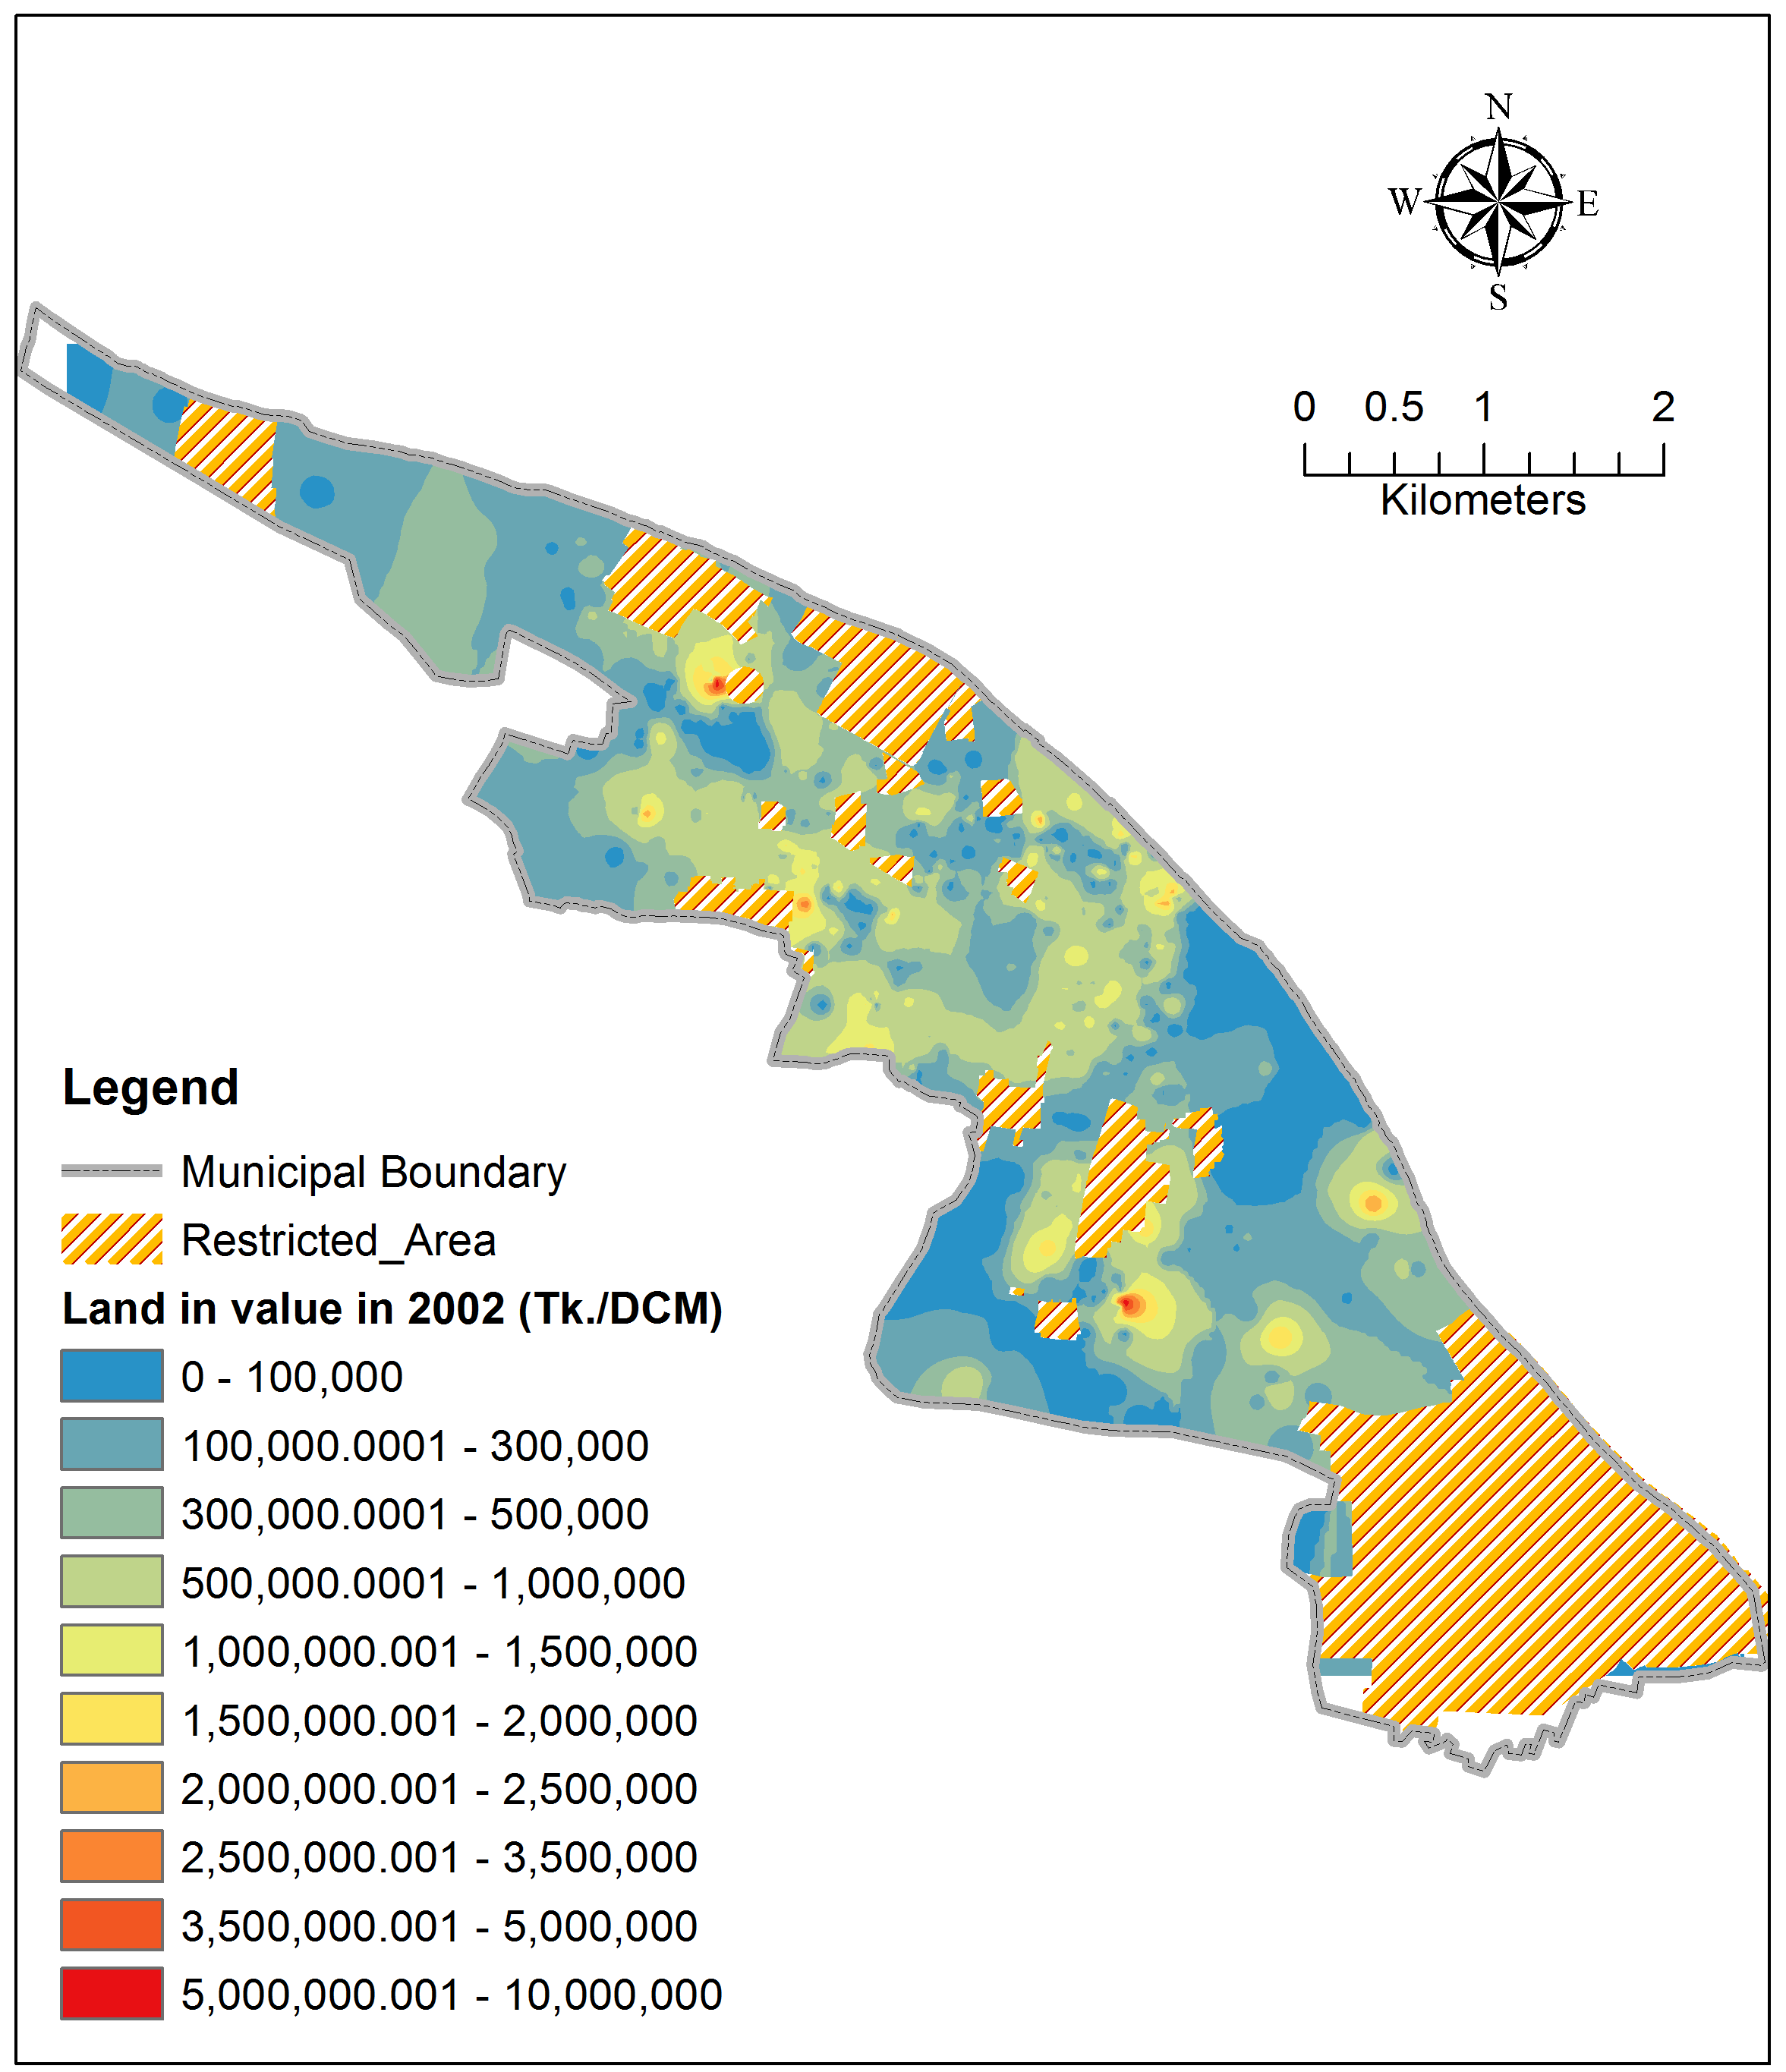 N
W E
S
0 0.5 1 2
Kilometers
Legend
Municipal Boundary
Restricted_Area
Land in value in 2002 (Tk./DCM)
0 - 100,000
100,000.0001 - 300,000
300,000.0001 - 500,000
500,000.0001 - 1,000,000
1,000,000.001 - 1,500,000
1,500,000.001 - 2,000,000
2,000,000.001 - 2,500,000
2,500,000.001 - 3,500,000
3,500,000.001 - 5,000,000
5,000,000.001 - 10,000,000